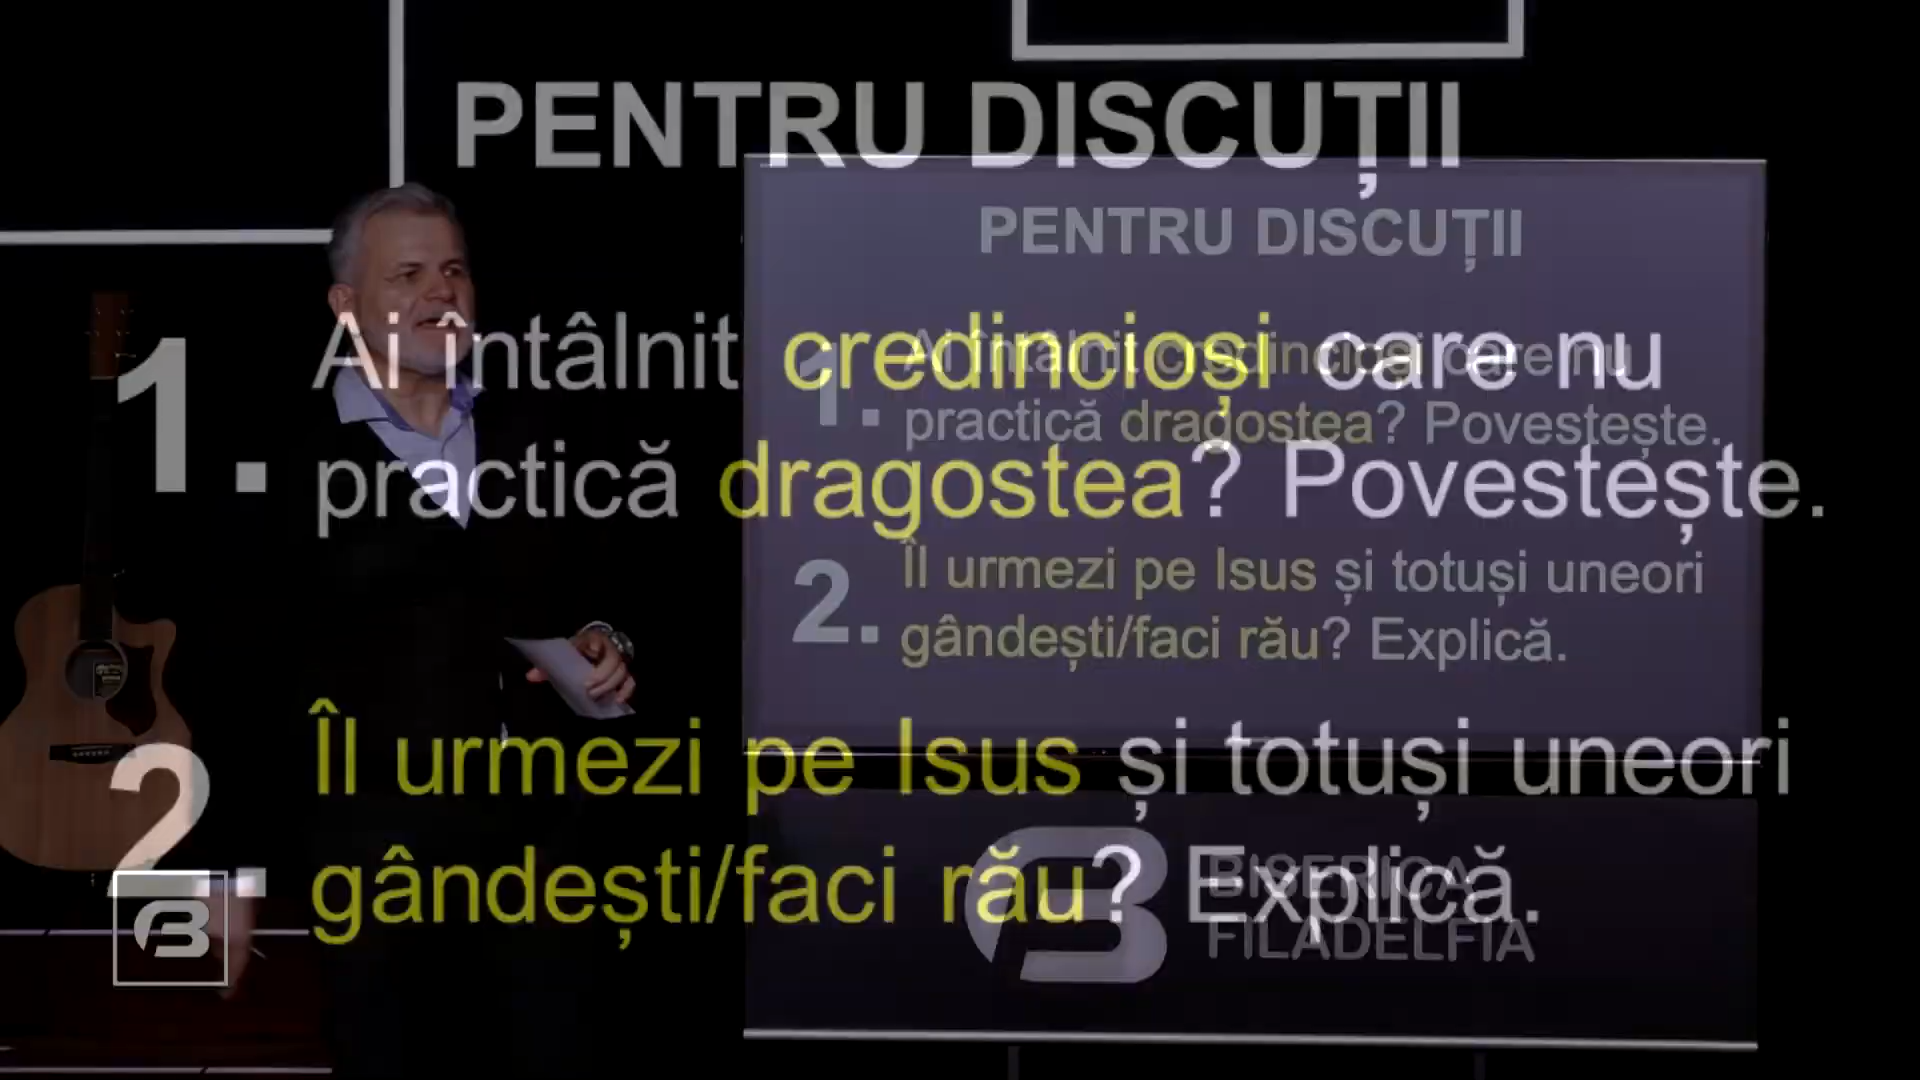 PENTRU DISCUȚII
1. Ai întâlnit credincioși care nu
practică dragostea? Povestește.
2. Îl urmezi pe Isus și totuși uneori
gândești/faci rău? Explică.
PENTRU DISCUȚII
1. Ai întâlnit credincioși care nu
practică dragostea? Povestește.
2. Îl urmezi pe Isus și totuși uneori
gândești/faci rău? Explică.
BISERICA
FILADELFIA